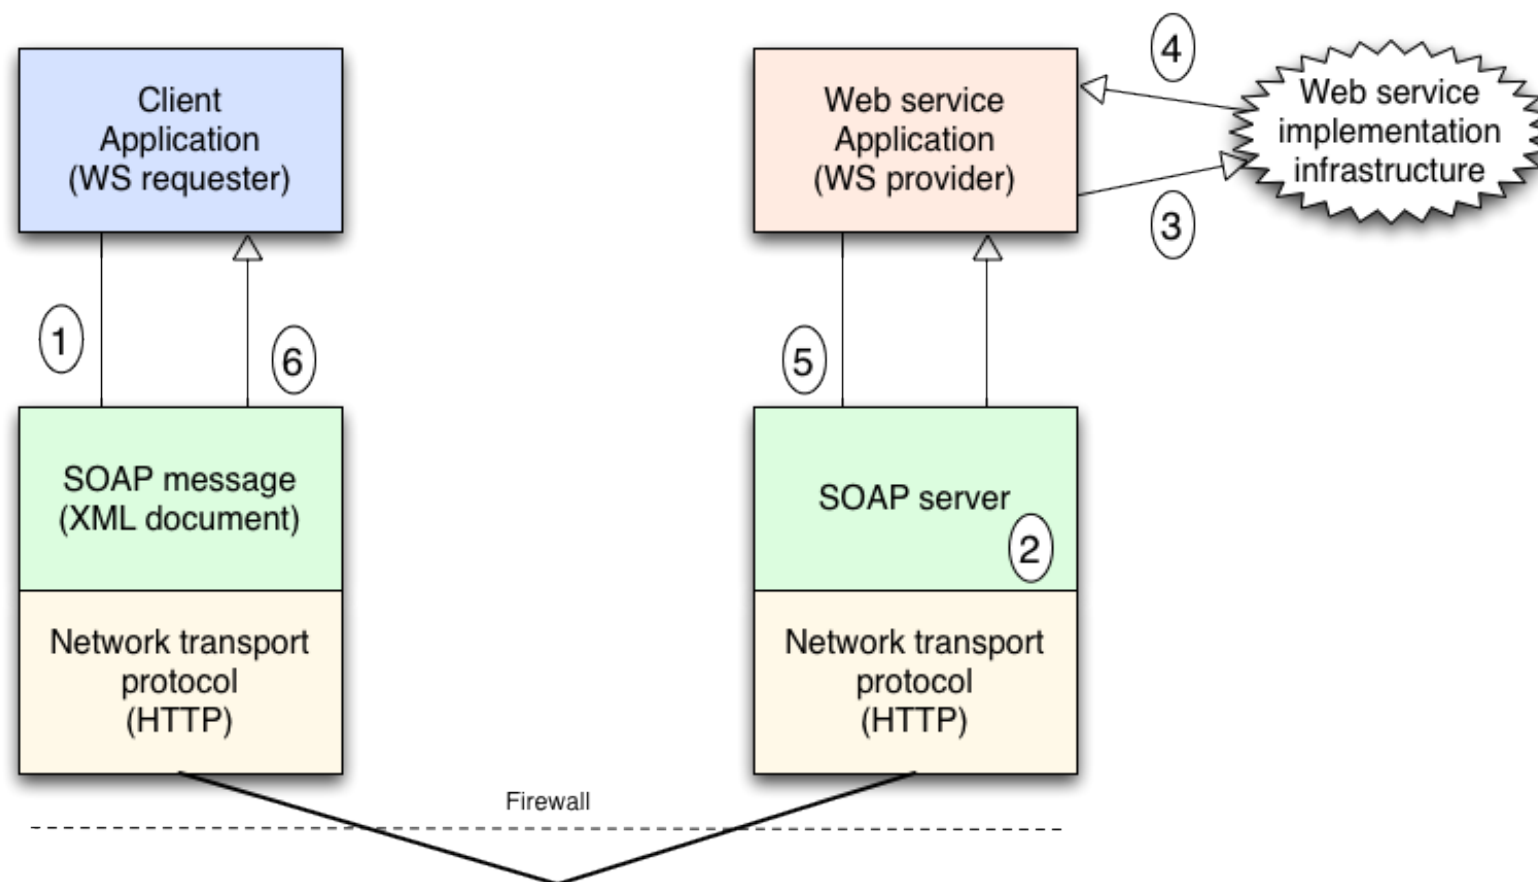 Client
Application
(WS requester)
Web service
Application
(WS provider)
4
Web service
implementation
infrastructure
3
1
6
5
SOAP message
(XML document)
SOAP server
2
Network transport
protocol
(HTTP)
Network transport
protocol
(HTTP)
Firewall